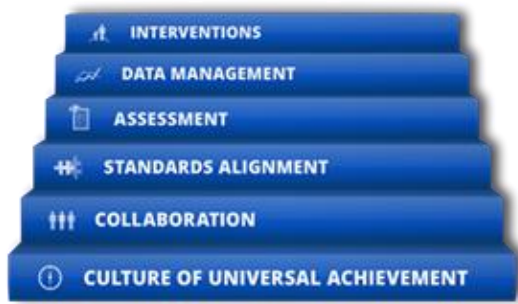 INTERVENTIONS
DATA MANAGEMENT
ASSESSMENT
STANDARDS ALIGNMENT
COLLABORATION
CULTURE OF UNIVERSAL ACHIEVEMENT